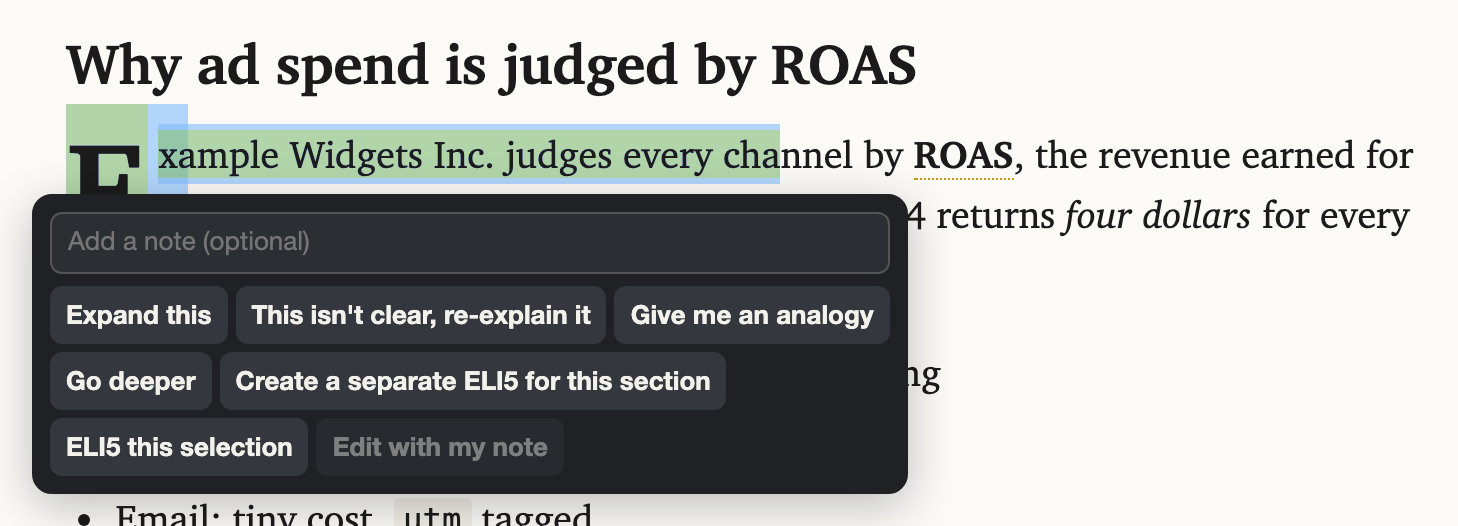 Why ad spend is judged by ROAS
Example Widgets Inc. judges every channel by ROAS, the revenue earned for
4 returns four dollars for every
Add a note (optional)
Expand this This isn't clear, re-explain it Give me an analogy
Go deeper Create a separate ELI5 for this section
ELI5 this selection Edit with my note
• Email: tiny cost, utm tagged